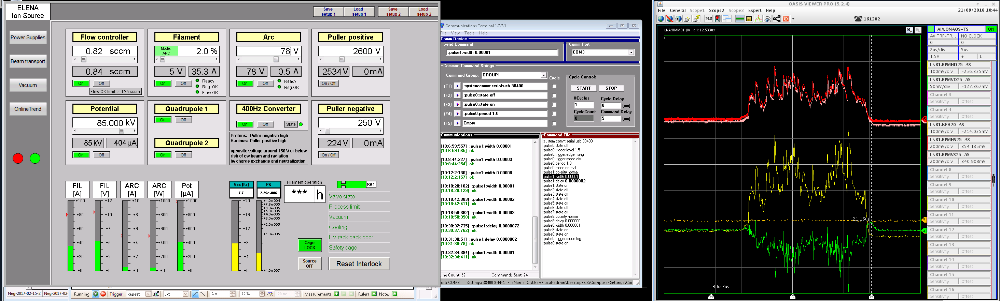 ELENA
Ion Source
Save
setup 1
Load
setup 1
Save
setup 2
Load
setup 2
Power Supplies
Beam transport
Vacuum
OnlineTrend
Flow controller
0.82 sccm
0.84 sccm
On
Off
Flow OK limit: > 0.25 sccm
Filament
Mode:
ARC
2.0 %
5 V
35.3 A
On
Off
Ready
Reg. OK
Flow OK
Arc
78 V
78 V
0.5 A
On
Off
Ready
Reg.OK
Puller positive
2600 V
2534 V
0mA
On / Off
Potential
85.000 kV
85 kV
404 µA
On
Off
Quadrupole 1
On
Off
Quadrupole 2
On
Off
400Hz Converter
On
Off
State
Protons: Puller negative high
H-minus: Puller positive high
opposite voltage around 150 V or below
risk of cw beam and radiation
by charge exchange and neutralization
Puller negative
250 V
224 V
0mA
On / Off
FIL
[A]
+100
+80
+60
+40
+20
+0
FIL
[V]
+12
+10
+7
+5
+2
+0
ARC
[A]
+10
+8
+6
+4
+2
+0
ARC
[W]
+1000
+800
+600
+400
+200
+0
Pot
[µA]
+1000
+800
+600
+400
+200
+0
Gas [ltr]
7.7
+20
+16
+12
+8
+4
+0
PK
2.25e-006
+1.0e-004
+7.8e-005
+6.0e-005
+5.0e-005
+4.0e-005
+3.0e-005
+2.0e-005
+1.0e-005
+1.0e-007
Filament operation
*** h
SK1
Valve state
Process limit
Vacuum
Cooling
HV rack back door
Safety cage
Cage
LOCK
Source
OFF
Reset Interlock
Neg-2017-02-15-2
Neg-2017-02-
Running
Trigger
Repeat
Ext
1 V
20 %
20 ms
Measurements
Rulers
Notes
Communications Terminal 1.7.7.1
File View Tools Help
Comm Device
Send Command
:pulse1:width 0.00001
Comm Port
COM3
Common Command Strings
Command Group:
GROUP1
Cycle
(F1) :system:comm:serial:usb 38400
(F2) :pulse0:state off
(F3) :pulse0:state on
(F4) :pulse0:period 1.0
(F5) Empty
Cycle Controls
START
STOP
#Cycles
1
Cycle Delay
0 (ms)
CycleCount
0
Command Delay
5 (ms)
Communications
[10:6:59:557] :pulse1:width 0.00001
[10:6:59:585] ok
[10:8:44:227] :pulse1:width 0.00003
[10:8:44:254] ok
[10:12:2:130] :pulse1:width 0.00008
[10:12:2:157] ok
[10:18:20:102] :pulse1:width 0.00001
[10:18:20:129] ok
[10:18:42:383] :pulse1:width 0.00002
[10:18:42:411] ok
[10:18:58:362] :pulse1:width 0.00003
[10:18:58:390] ok
[10:30:37:735] :pulse1:delay 0.0000072
[10:30:37:762] ok
[10:31:38:51] :pulse1:delay 0.0000082
[10:31:38:78] ok
[10:32:34:384] :pulse1:width 0.00001
[10:32:34:411] ok
Command File
:system:comm:serial:usb 38400
:pulse0:state off
:pulse0:trigger:level 1.5
:pulse0:trigger:edge rising
:pulse0:trigger:mode dis
:pulse0:period 1.0
:pulse0:mode normal
:pulse1:polarity normal
:pulse1:width 0.00001
:pulse1:delay 0.0000082
:pulse1:state on
:pulse2:state off
:pulse3:state off
:pulse4:state off
:pulse5:state off
:pulse6:state off
:pulse7:state off
:pulse8:polarity normal
:pulse8:delay 0.000000
:pulse8:width 0.000001
:pulse8:state on
:pulse0:state on
:pulse0:trigger:mode trig
:pulse0:state on
Line Count: 69
Commands Sent: 24
ort: COM3
Settings: 38400 8-N-1
FileName: C:\Users\local-admin\Desktop\EIS\Composer Settings\Con
OASIS VIEWER PRO (5.2.4)
File General Scope1 Scope2 Scope3 Expert Help
21/09/2018 10:44
PLS
161202
LNA:HMMD1 (0) dH: 12.533us
21.16us
8.627us
H
D
H
5
2
AIX.ONAOS-TS
ON
AX.TRF-TR...
NO CLOCK
0
0
2us/div
5us
1.5V
+
L
LNR1.BPMHD25-AS
100mV/div
-256.335mV
LNR1.BPMVD25-AS
50mV/div
-127.367mV
Channel 3
Sensitivity
Offset
Channel 4
Sensitivity
Offset
LNR1.KFH20-AS
100mV/div
-214.035mV
LNR1.BPMHS25-AS
200mV/div
354.135mV
LNR1.BPMVS25-AS
200mV/div
340.908mV
Channel 8
Sensitivity
Offset
Channel 9
Sensitivity
Offset
Channel 10
Sensitivity
Offset
Channel 11
Sensitivity
Offset
Channel 12
Sensitivity
Offset
Channel 13
Sensitivity
Offset
Channel 14
Sensitivity
Offset
Channel 15
Sensitivity
Offset
Channel 16
Sensitivity
Offset